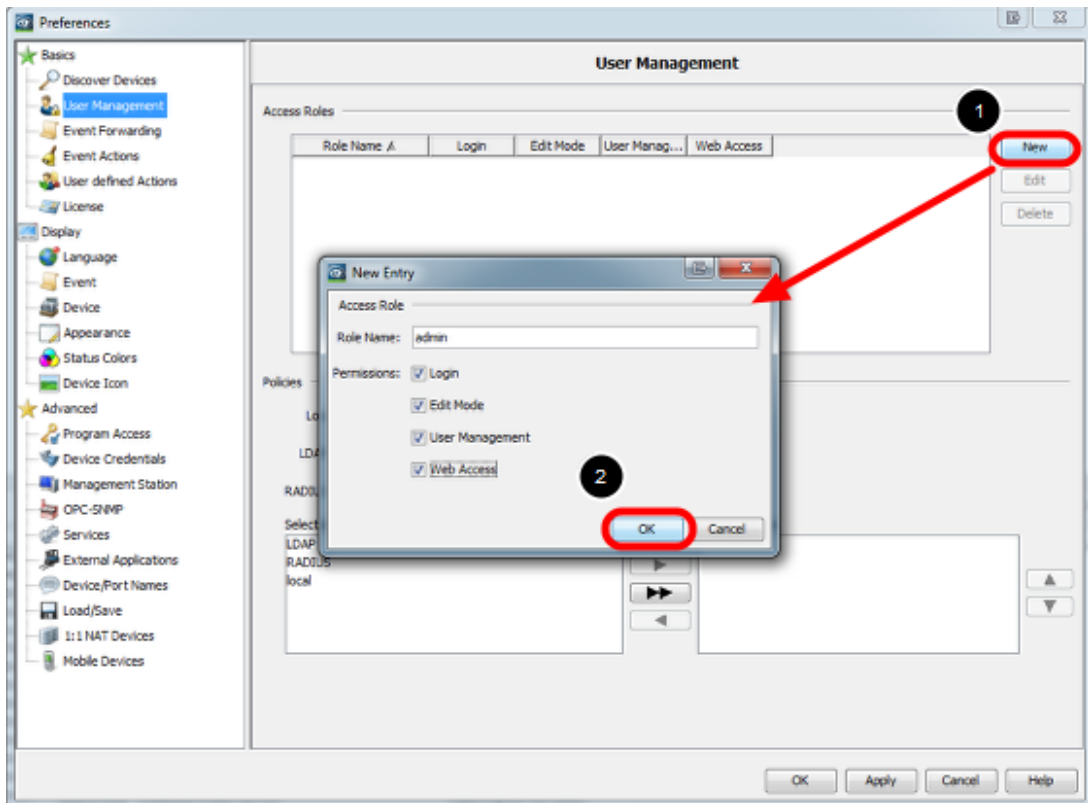 Preferences
Basics
Discover Devices
User Management
Event Forwarding
Event Actions
User defined Actions
License
Display
Language
Event
Device
Appearance
Status Colors
Device Icon
Advanced
Program Access
Device Credentials
Management Station
OPC-SNMP
Services
External Applications
Device/Port Names
Load/Save
1:1 NAT Devices
Mobile Devices
User Management
Access Roles
1
Role Name Login Edit Mode User Manag... Web Access
New
Edit
Delete
New Entry
Access Role
Role Name: admin
Permissions: Login
Edit Mode
User Management
Web Access
2
OK Cancel
Policies
Lo
LDA
RADIU
Select
LDAP
RADIUS
local
OK Apply Cancel Help